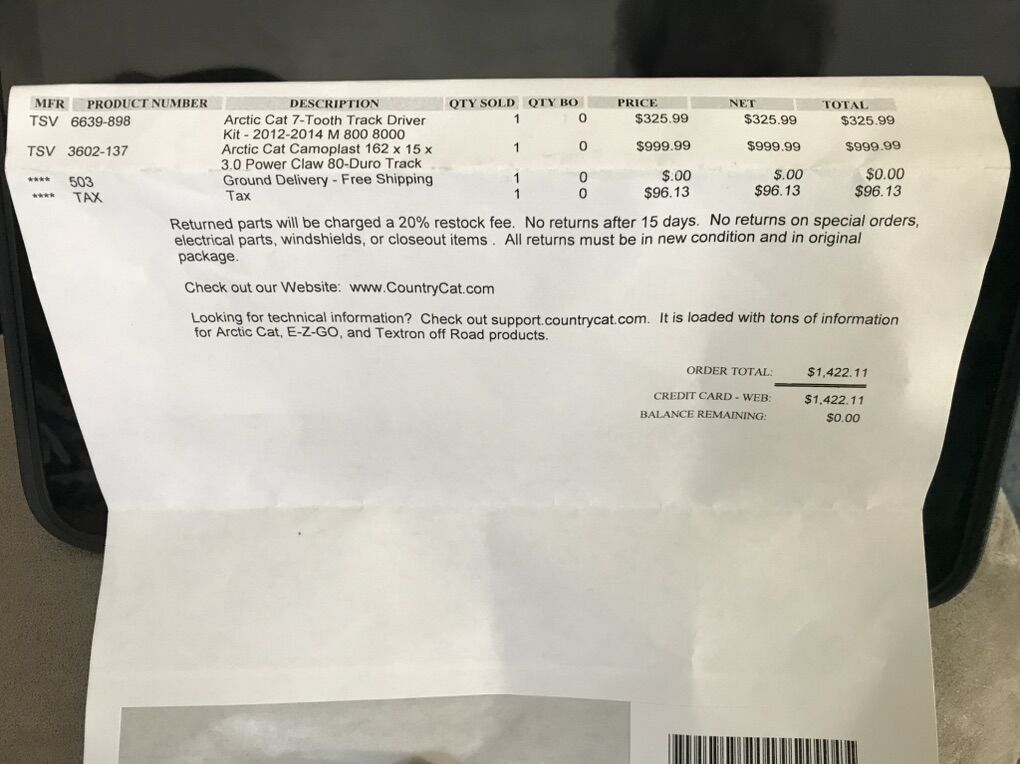 MFR PRODUCT NUMBER DESCRIPTION QTY SOLD QTY BO PRICE NET TOTAL
TSV 6639-898 Arctic Cat 7-Tooth Track Driver 1 0 $325.99 $325.99 $325.99
Kit - 2012-2014 M 800 8000
TSV 3602-137 Arctic Cat Camoplast 162 x 15 x 1 0 $999.99 $999.99 $999.99
3.0 Power Claw 80-Duro Track
**** 503 Ground Delivery - Free Shipping 1 0 $.00 $.00 $0.00
**** TAX Tax 1 0 $96.13 $96.13 $96.13
Returned parts will be charged a 20% restock fee. No returns after 15 days. No returns on special orders,
electrical parts, windshields, or closeout items . All returns must be in new condition and in original
package.
Check out our Website: www.CountryCat.com
Looking for technical information? Check out support.countrycat.com. It is loaded with tons of information
for Arctic Cat, E-Z-GO, and Textron off Road products.
ORDER TOTAL: $1,422.11
CREDIT CARD - WEB: $1,422.11
BALANCE REMAINING: $0.00